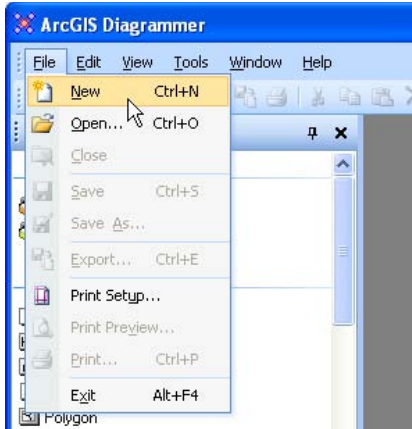 ArcGIS Diagrammer
File Edit View Tools Window Help
New Ctrl+N
Open... Ctrl+O
Close
Save Ctrl+S
Save As...
Export... Ctrl+E
Print Setup...
Print Preview...
Print... Ctrl+P
Exit Alt+F4
Polygon